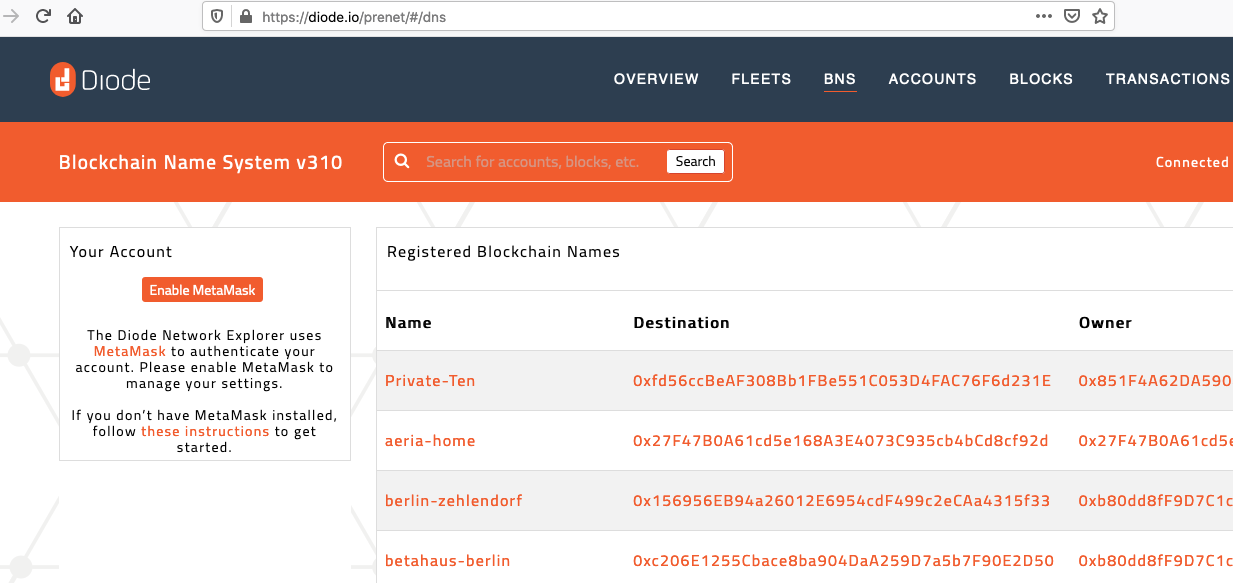 https://diode.io/prenet/#/dns
Diode
OVERVIEW FLEETS BNS ACCOUNTS BLOCKS TRANSACTIONS
Blockchain Name System v310
Search for accounts, blocks, etc. Search
Connected
Your Account
Enable MetaMask
The Diode Network Explorer uses
MetaMask to authenticate your
account. Please enable MetaMask to
manage your settings.
If you don’t have MetaMask installed,
follow these instructions to get
started.
Registered Blockchain Names
Name Destination Owner
Private-Ten 0xfd56ccBeAF308Bb1FBe551C053D4FAC76F6d231E 0x851F4A62DA590
aeria-home 0x27F47B0A61cd5e168A3E4073C935cb4bCd8cf92d 0x27F47B0A61cd5e
berlin-zehlendorf 0x156956EB94a26012E6954cdF499c2eCAa4315f33 0xb80dd8fF9D7C1c
betahaus-berlin 0xc206E1255Cbace8ba904DaA259D7a5b7F90E2D50 0xb80dd8fF9D7C1c